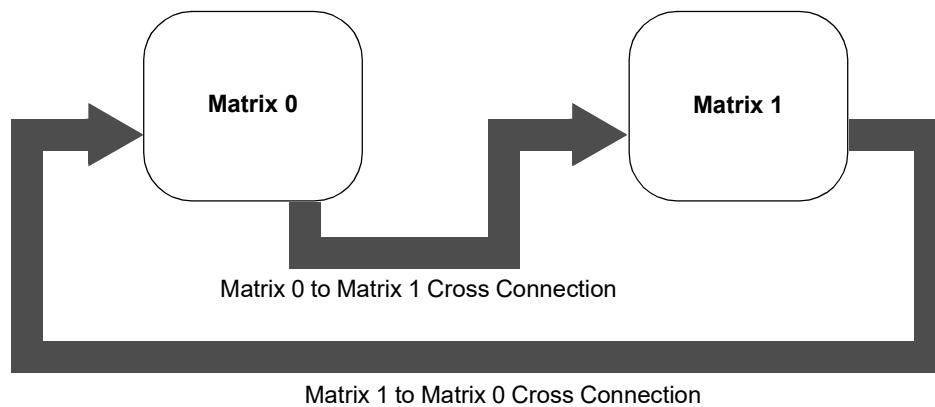 Matrix 0
Matrix 1
Matrix 0 to Matrix 1 Cross Connection
Matrix 1 to Matrix 0 Cross Connection